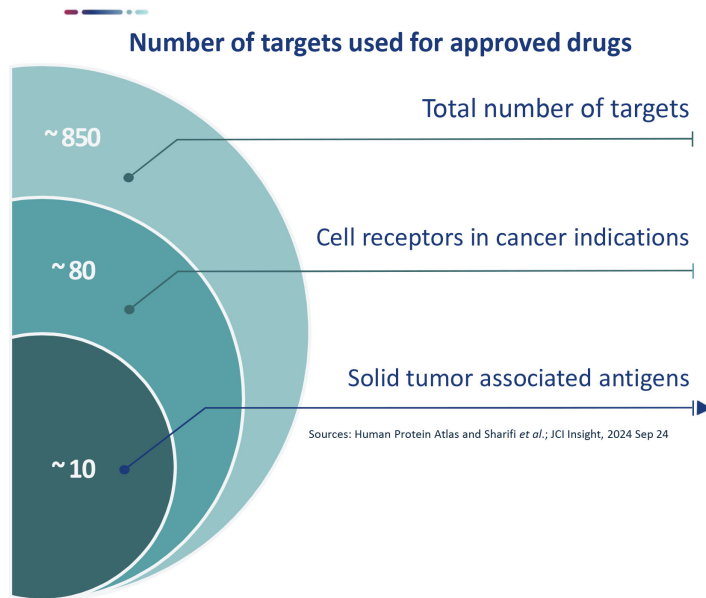 Number of targets used for approved drugs
Total number of targets
~850
Cell receptors in cancer indications
~80
Solid tumor associated antigens
Sources: Human Protein Atlas and Sharifi et al.; JCI Insight, 2024 Sep 24
~10